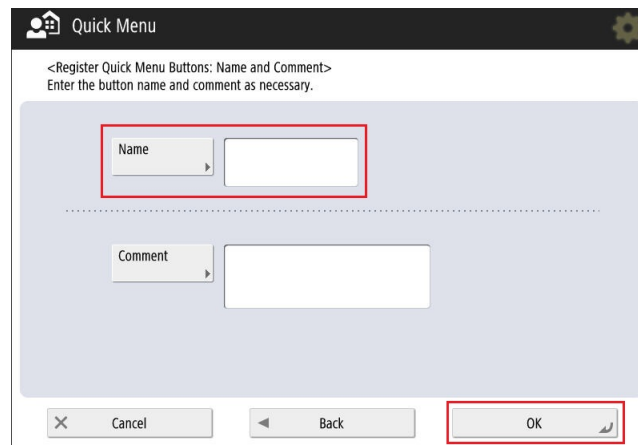 Quick Menu
<Register Quick Menu Buttons: Name and Comment>
Enter the button name and comment as necessary.
Name
Comment
Cancel
Back
OK